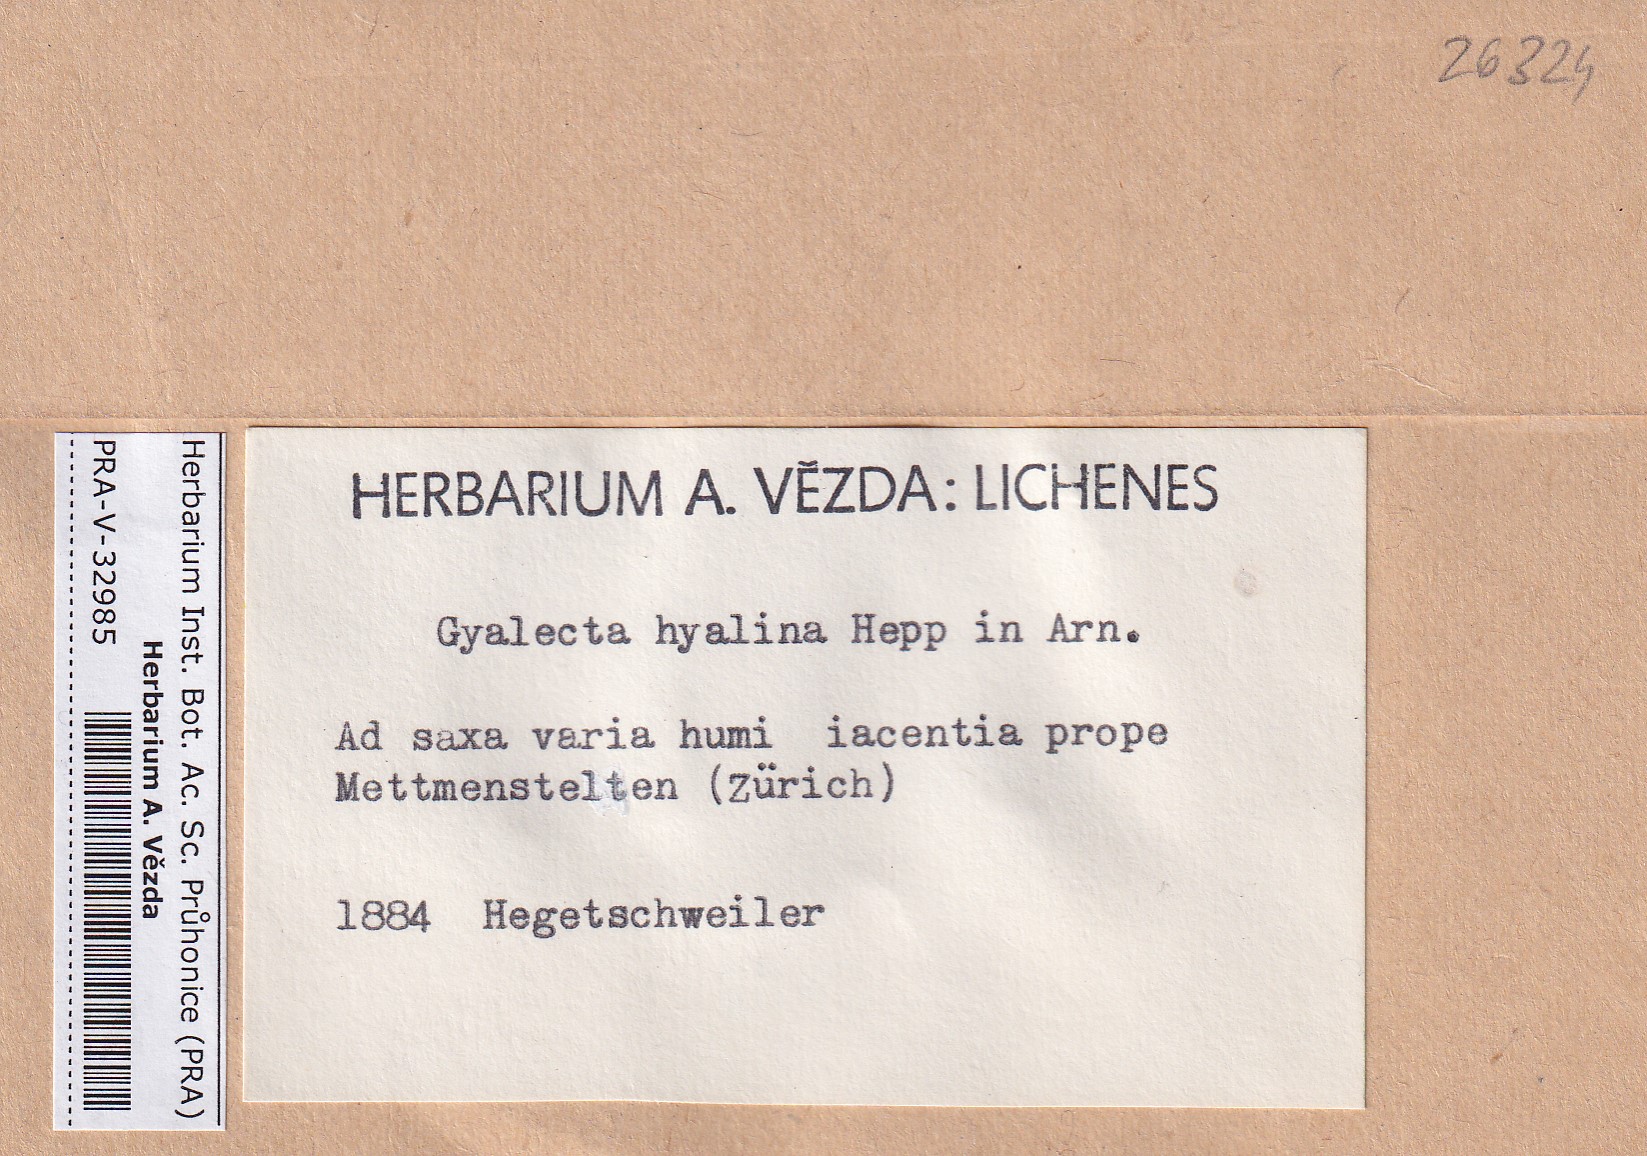 26324
HERBARIUM A. VĚZDA: LICHENES
Gyalecta hyalina Hepp in Arn.
Ad saxa varia humi iacentia prope
Mettmenstelten (Zürich)
1884 Hegetschweiler
Herbarium Inst. Bot. Ac. Sc. Průhonice (PRA)
Herbarium A. Vězda
PRA-V-32985